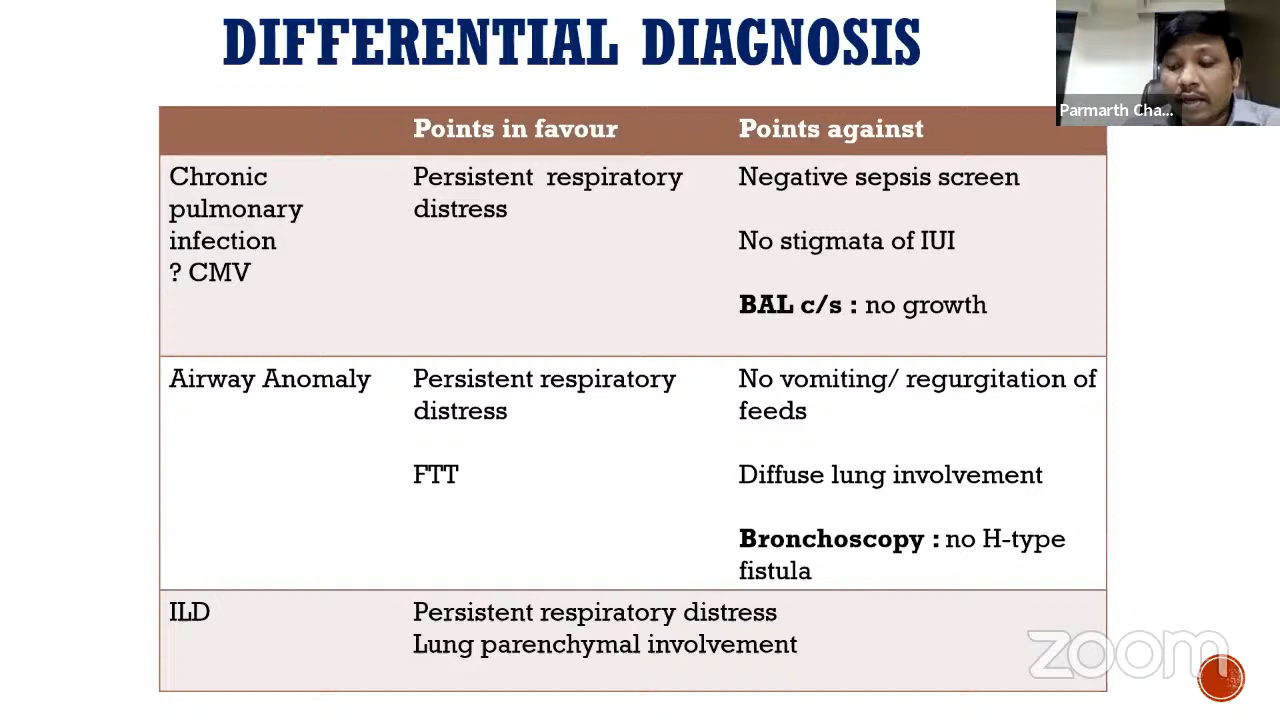 DIFFERENTIAL DIAGNOSIS
Parmarth Cha...
Points in favour
Points against
Chronic
pulmonary
infection
? CMV
Persistent respiratory
distress
Negative sepsis screen
No stigmata of IUI
BAL c/s : no growth
Airway Anomaly
Persistent respiratory
distress
FTT
No vomiting/ regurgitation of
feeds
Diffuse lung involvement
Bronchoscopy : no H-type
fistula
ILD
Persistent respiratory distress
Lung parenchymal involvement
zoom